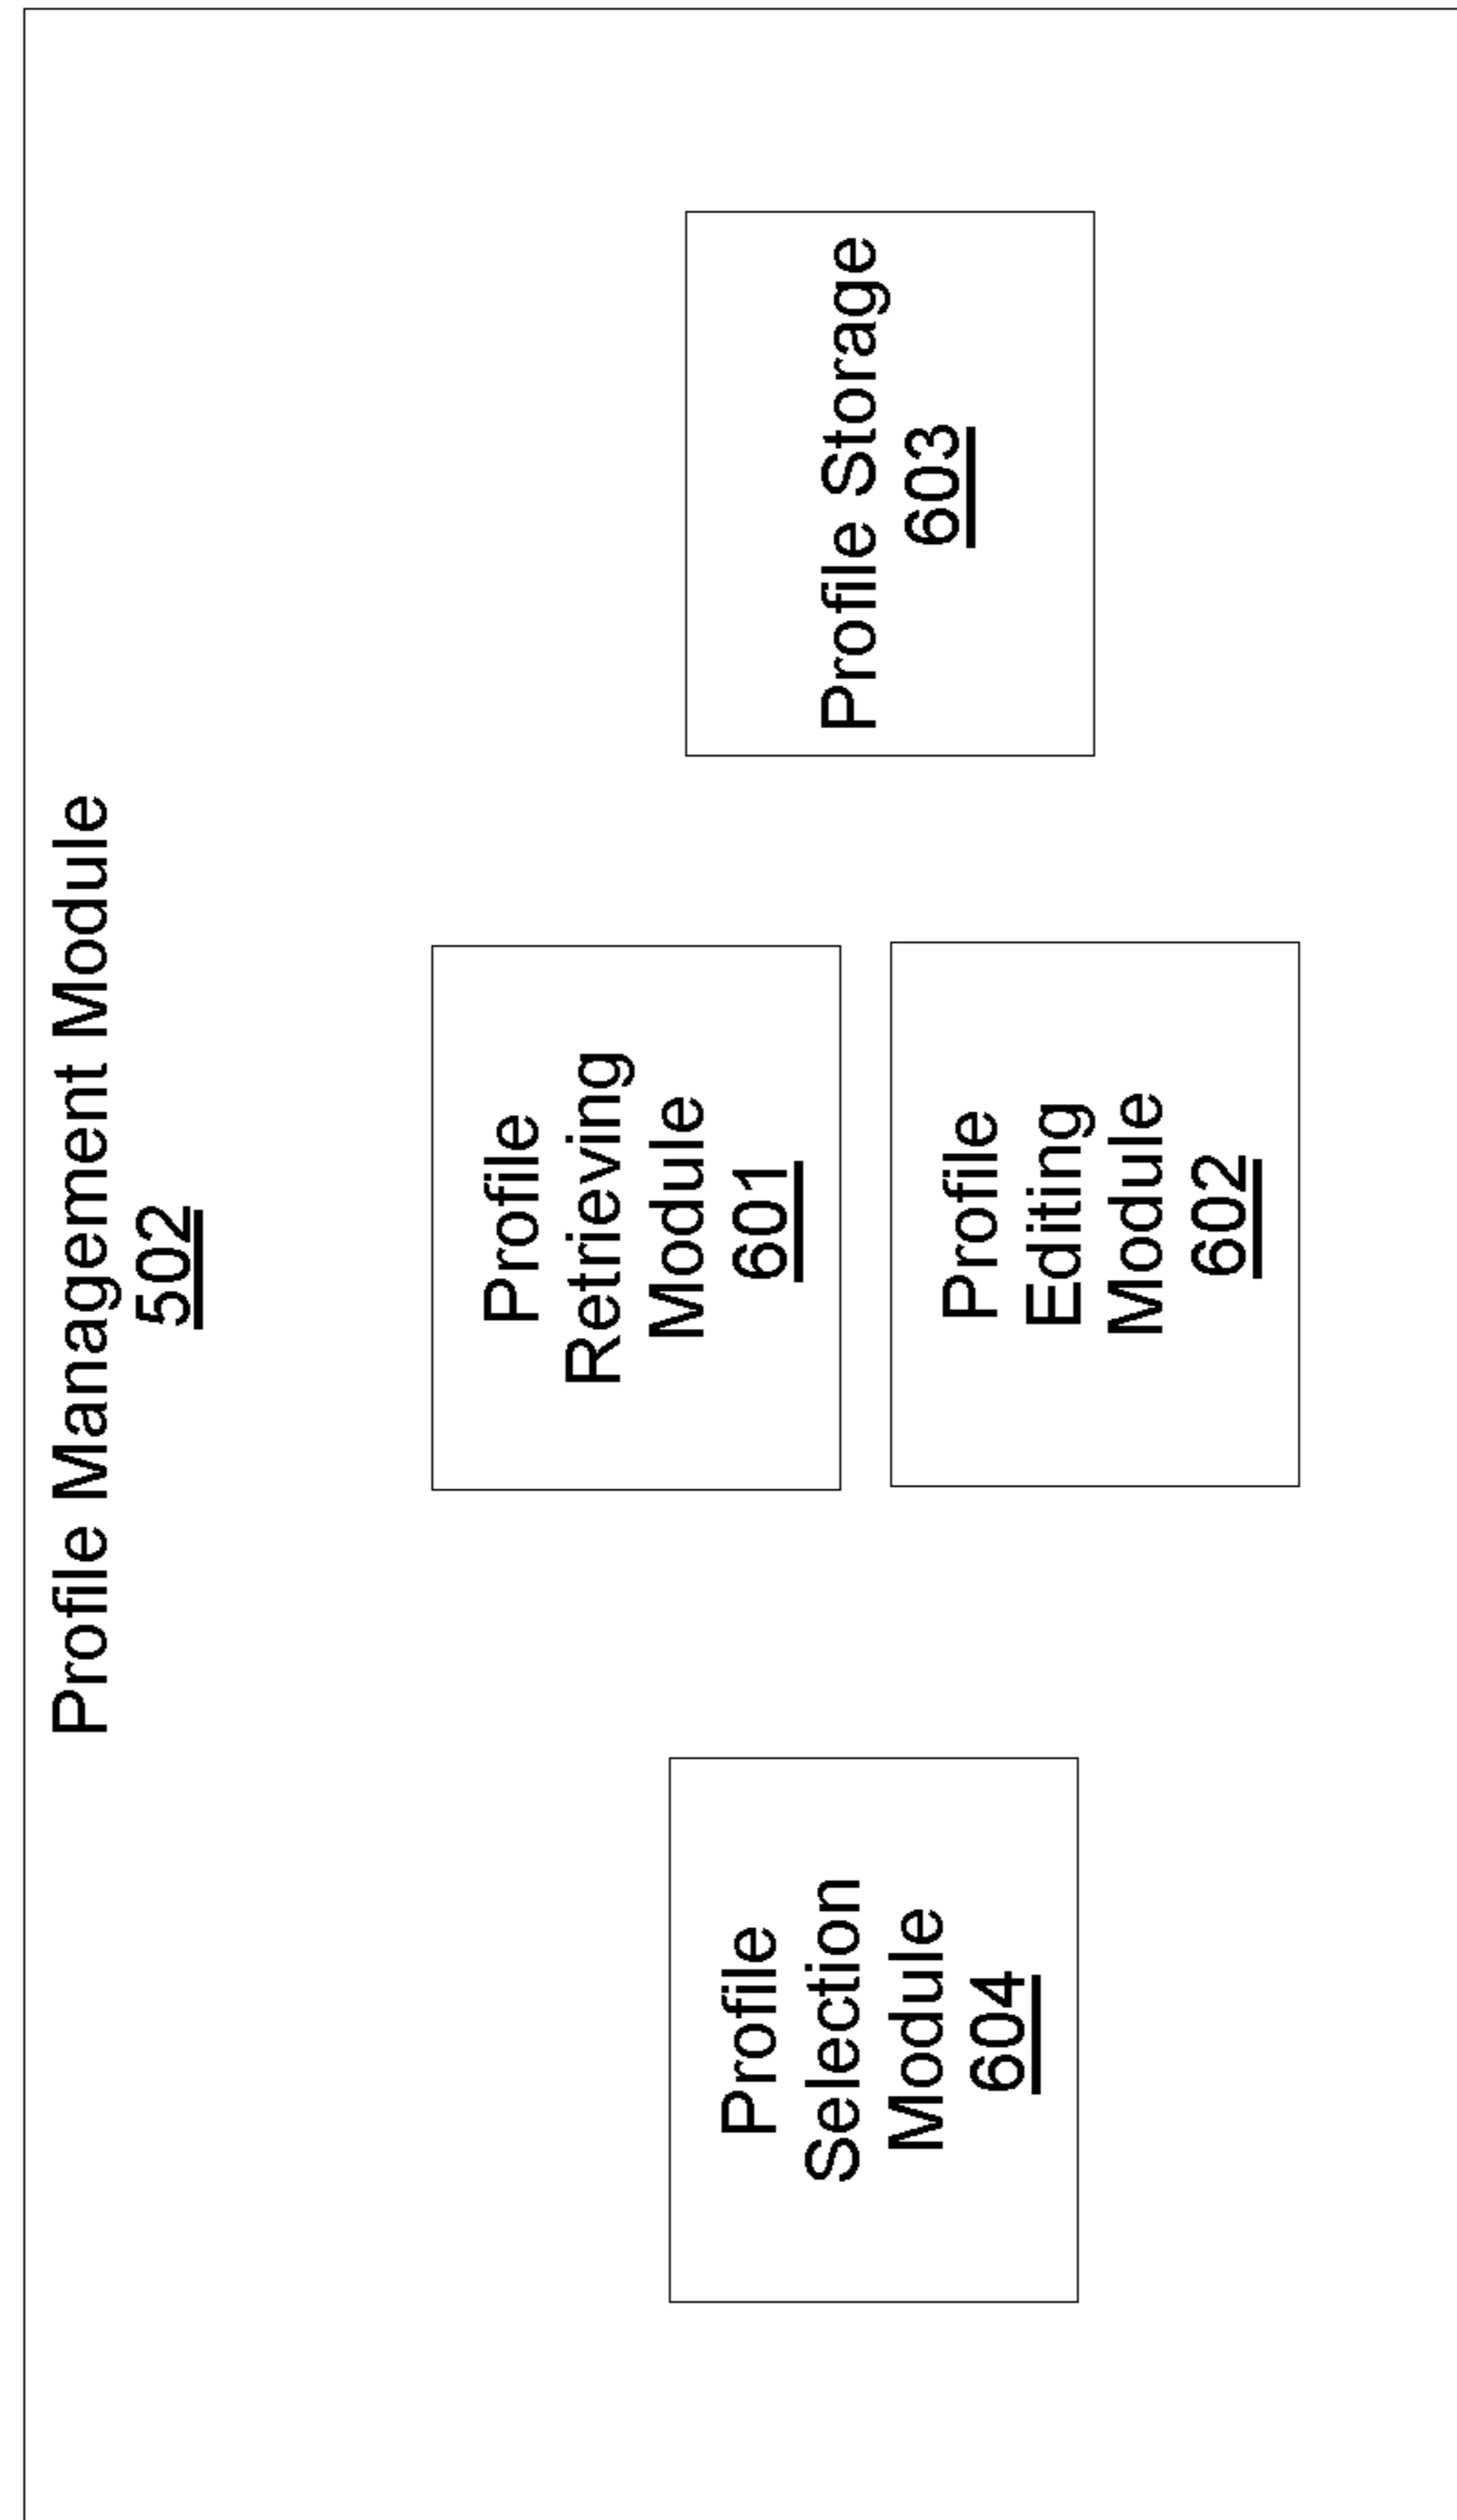 Profile Management Module
502
Profile
Selection
Module
604
Profile
Retrieving
Module
601
Profile
Editing
Module
602
Profile Storage
603